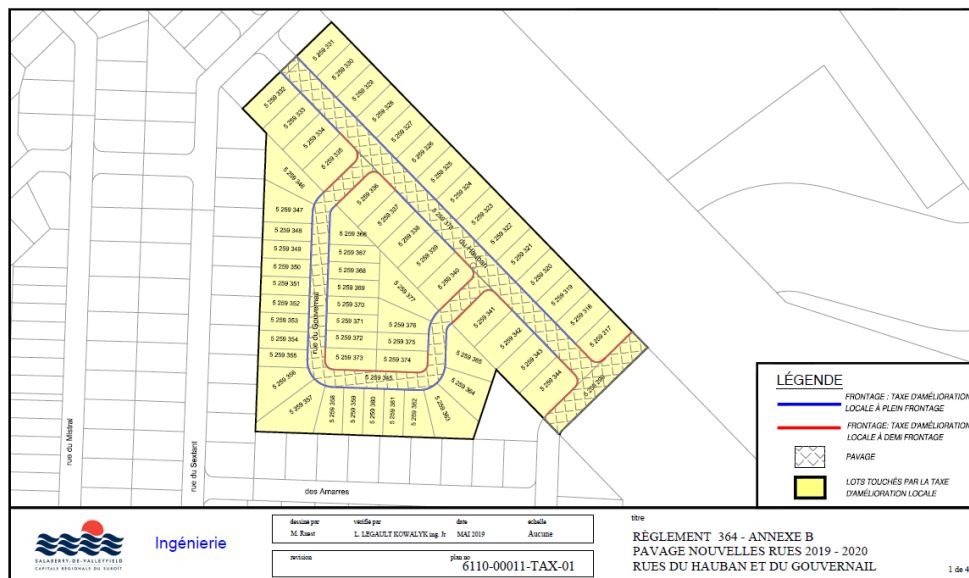 5 259 331
5 259 330
5 259 329
5 259 328
5 259 327
5 259 326
5 259 325
5 259 324
5 259 323
5 259 322
5 259 321
5 259 320
5 259 319
5 259 318
5 259 317
5 259 332
5 259 333
5 259 334
5 259 335
5 259 346
5 259 336
5 259 337
5 259 338
5 259 339
5 259 340
5 259 377
du Hauban
5 259 347
5 259 348
5 259 349
5 259 350
5 259 351
5 259 352
5 259 353
5 259 354
5 259 355
5 259 356
5 259 357
rue du Gouvernail
5 259 366
5 259 367
5 259 368
5 259 369
5 259 370
5 259 371
5 259 372
5 259 373
5 259 376
5 259 375
5 259 374
5 259 341
5 259 342
5 259 343
5 259 344
5 259 365
5 259 364
5 259 363
5 259 358
5 259 359
5 259 360
5 259 361
5 259 362
rue du Mistral
rue du Sextant
des Amarres
LÉGENDE
FRONTAGE : TAXE D'AMÉLIORATION
LOCALE À PLEIN FRONTAGE
FRONTAGE: TAXE D'AMÉLIORATION
LOCALE À DEMI FRONTAGE
PAVAGE
LOTS TOUCHÉS PAR LA TAXE
D'AMÉLIORATION LOCALE
SALABERRY-DE-VALLEYFIELD
CAPITALE RÉGIONALE DU SUROÎT
Ingénierie
dessiné par
M. Ruest
vérifié par
L. LEGAULT KOWALYK ing. Jr
date
MAI 2019
échelle
Aucune
revision
plan no
6110-00011-TAX-01
titre
RÈGLEMENT 364 - ANNEXE B
PAVAGE NOUVELLES RUES 2019 - 2020
RUES DU HAUBAN ET DU GOUVERNAIL
1 de 4